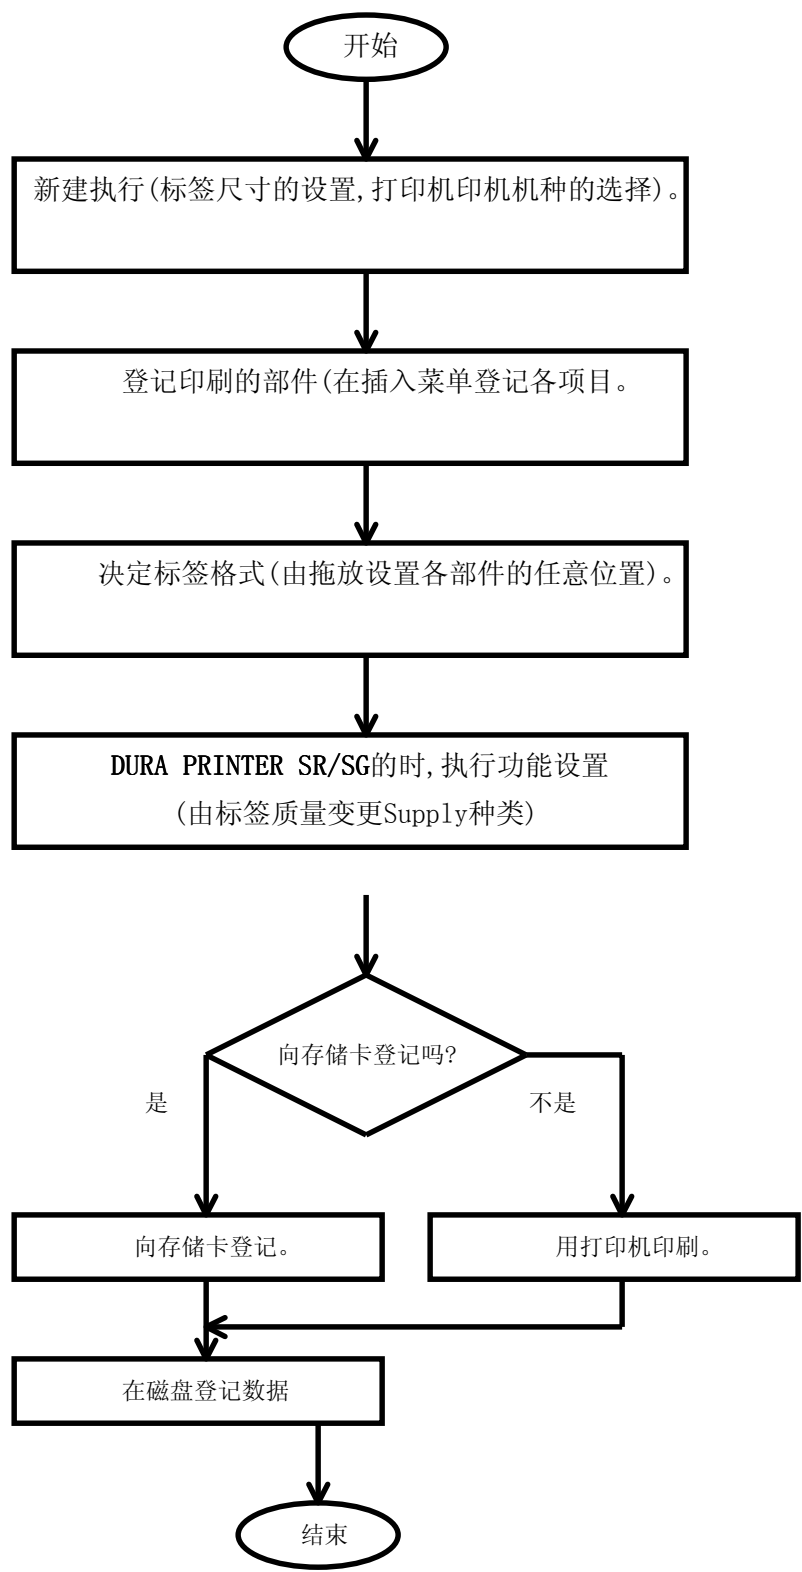 开始
新建执行(标签尺寸的设置,打印机印机机种的选择)。
登记印刷的部件(在插入菜单登记各项目。
决定标签格式(由拖放设置各部件的任意位置)。
DURA PRINTER SR/SG的时,执行功能设置
(由标签质量变更Supply种类)
向存储卡登记吗?
是
不是
向存储卡登记。
用打印机印刷。
在磁盘登记数据
结束